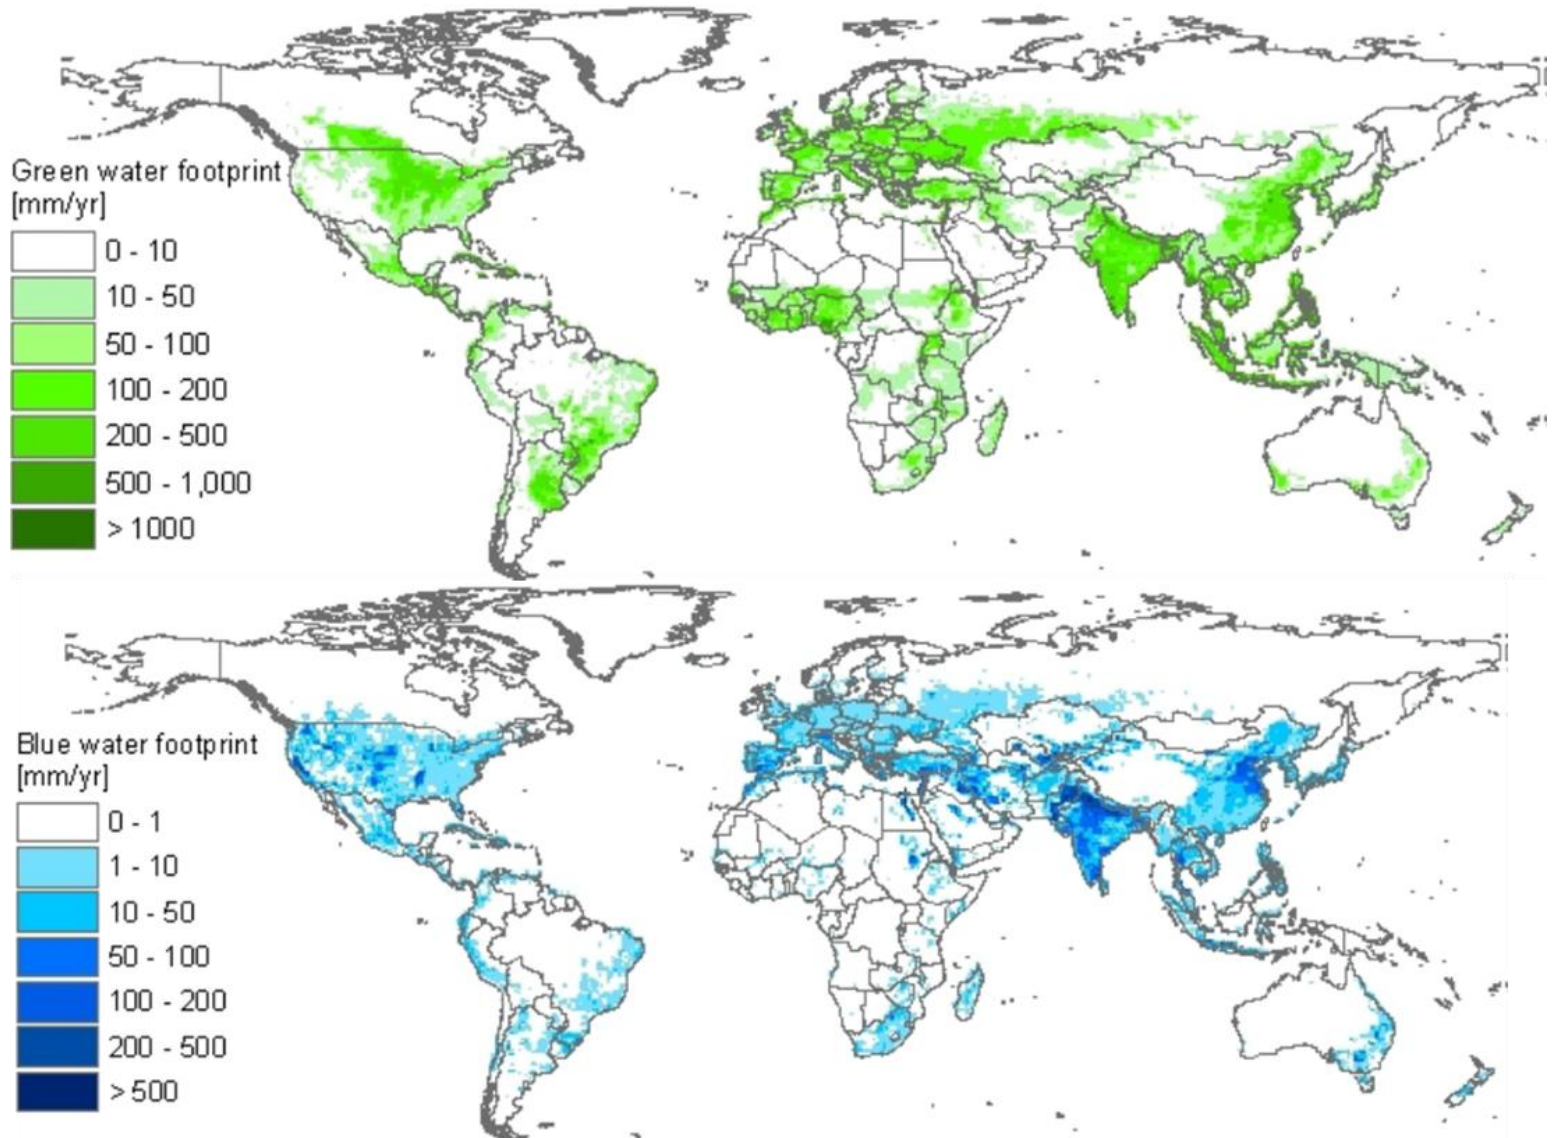 Green water footprint
[mm/yr]
0 - 10
10 - 50
50 - 100
100 - 200
200 - 500
500 - 1,000
> 1000
Blue water footprint
[mm/yr]
0 - 1
1 - 10
10 - 50
50 - 100
100 - 200
200 - 500
> 500